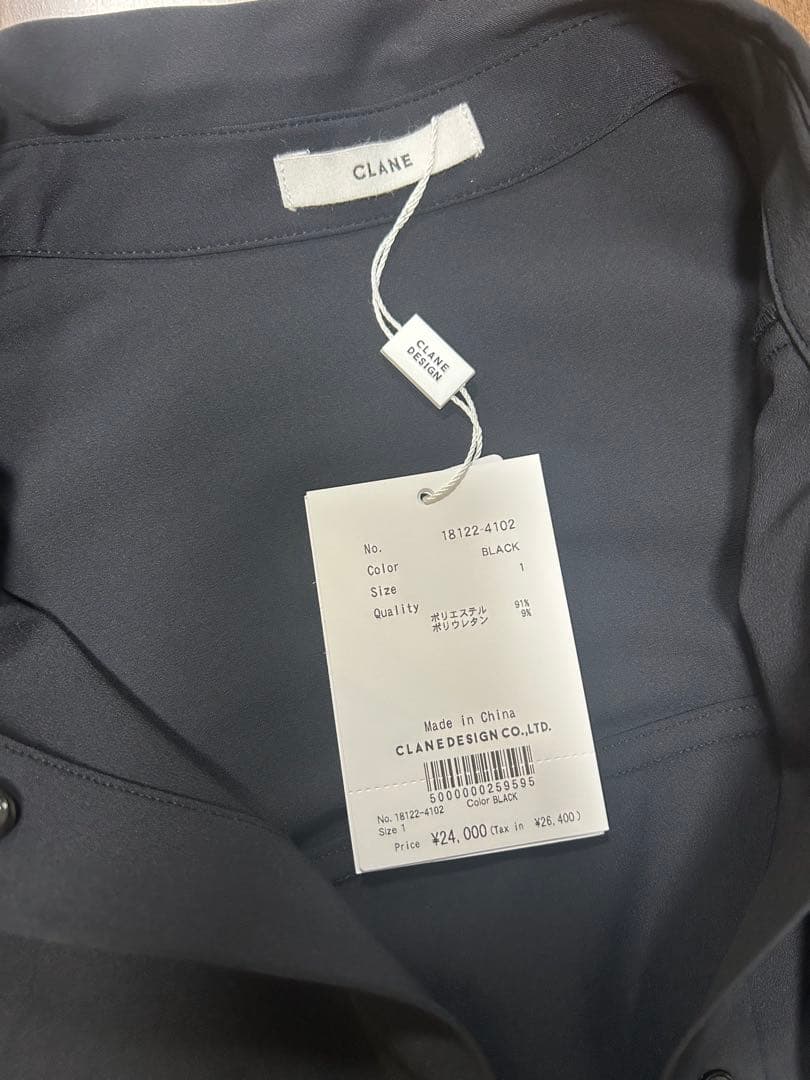 CLANE
CLANE
DESIGN
No. 18122-4102
Color BLACK
Size 1
Quality ポリエステル 91%
ポリウレタン 9%
Made in China
CLANEDESIGN CO.,LTD.
5000000259595
No. 18122-4102 Color BLACK
Size 1
Price ¥24,000(Tax in ¥26,400)